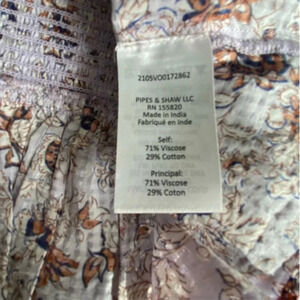 2105VO0172862
PIPES & SHAW LLC
RN 155820
Made in India
Fabriqué en Inde
Self:
71% Viscose
29% Cotton
Principal:
71% Viscose
29% Cotton